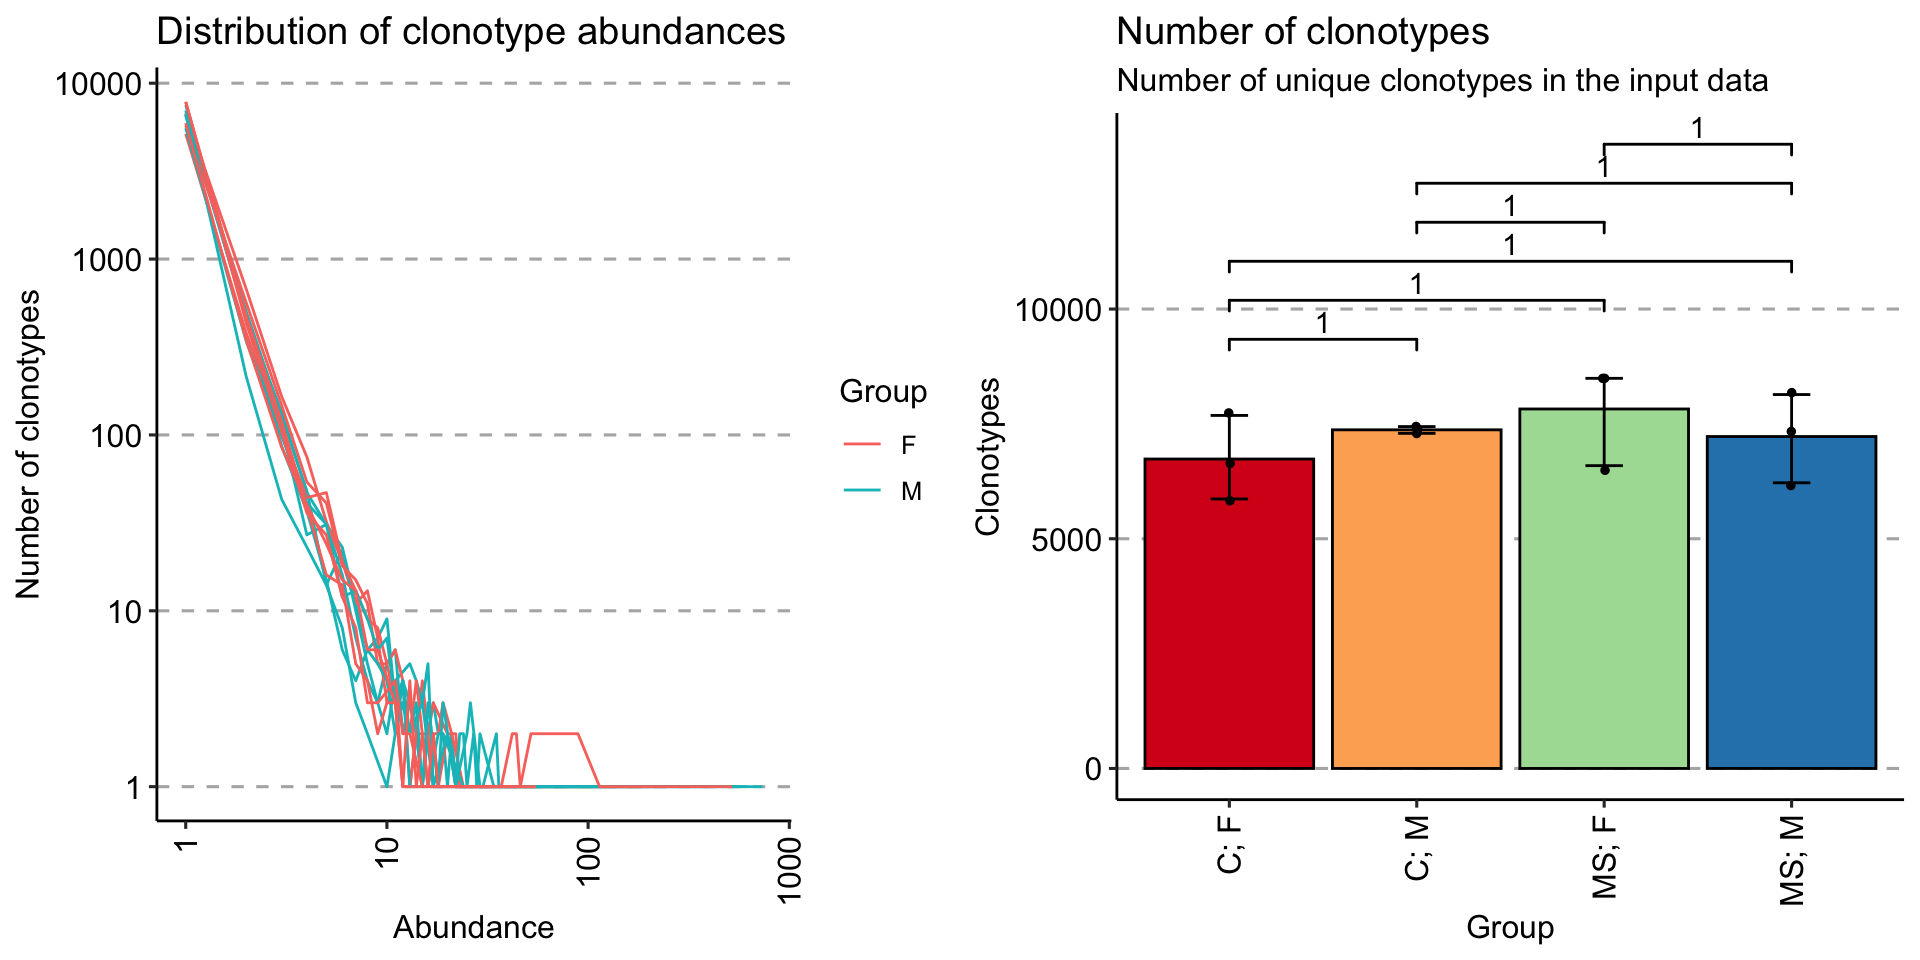 Distribution of clonotype abundances
Number of clonotypes
10000
1000
100
10
1
1
10
100
1000
Abundance
Group
F
M
Number of clonotypes
Number of unique clonotypes in the input data
Clonotypes
10000
5000
0
1
1
1
1
1
1
C; F
C; M
MS; F
MS; M
Group